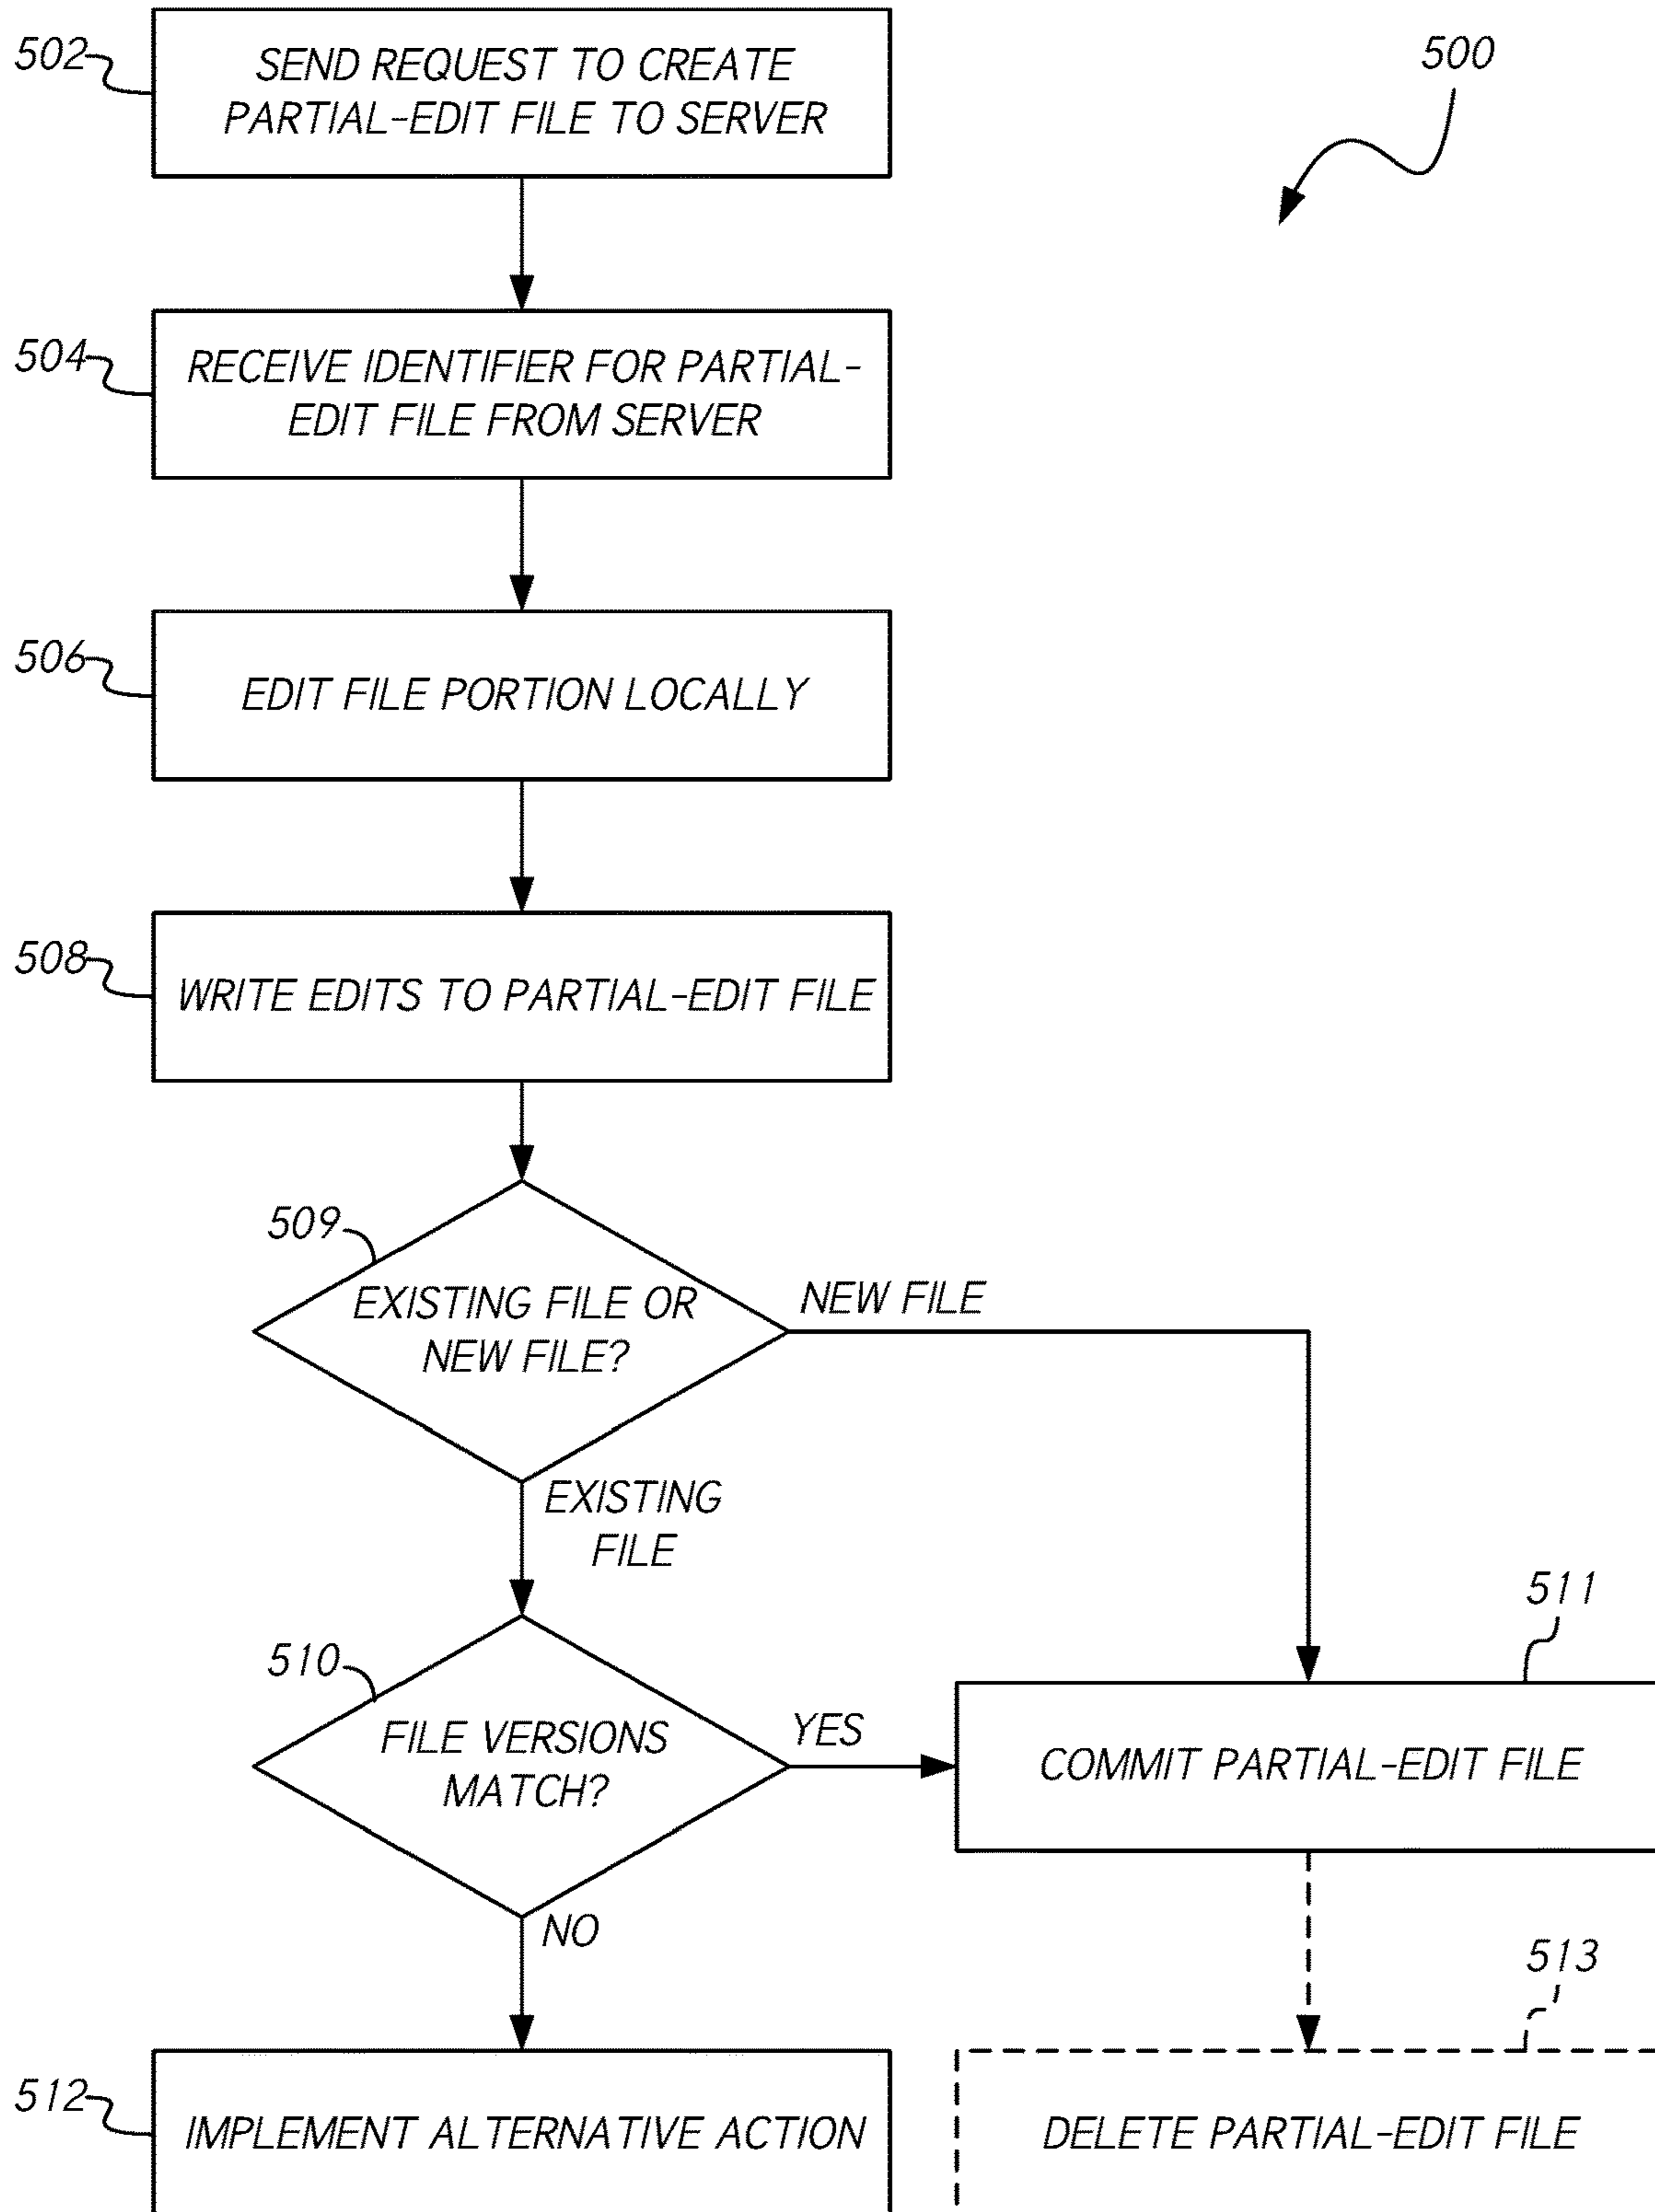 502
SEND REQUEST TO CREATE
PARTIAL-EDIT FILE TO SERVER
500
504
RECEIVE IDENTIFIER FOR PARTIAL-
EDIT FILE FROM SERVER
506
EDIT FILE PORTION LOCALLY
508
WRITE EDITS TO PARTIAL-EDIT FILE
509
EXISTING FILE OR
NEW FILE?
NEW FILE
EXISTING
FILE
510
FILE VERSIONS
MATCH?
YES
511
COMMIT PARTIAL-EDIT FILE
NO
513
512
IMPLEMENT ALTERNATIVE ACTION
DELETE PARTIAL-EDIT FILE